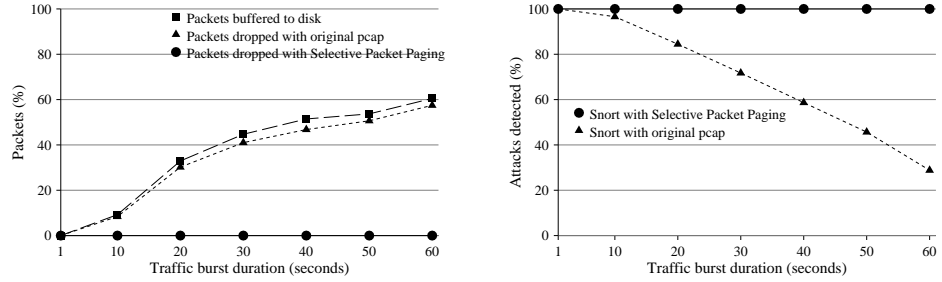 100
80
60
40
20
0
Packets (%)
Packets buffered to disk
Packets dropped with original pcap
Packets dropped with Selective Packet Paging
1 10 20 30 40 50 60
Traffic burst duration (seconds)
100
80
60
40
20
0
Attacks detected (%)
Snort with Selective Packet Paging
Snort with original pcap
1 10 20 30 40 50 60
Traffic burst duration (seconds)